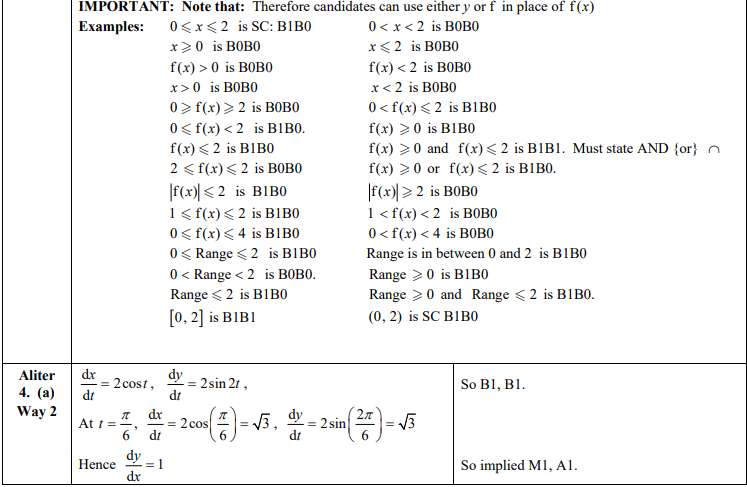 IMPORTANT: Note that: Therefore candidates can use either y or f in place of f(x)
Examples: 0 ⩽ x ⩽ 2 is SC: B1B0 0 < x < 2 is B0B0
x ⩾ 0 is B0B0 x ⩽ 2 is B0B0
f(x) > 0 is B0B0 f(x) < 2 is B0B0
x > 0 is B0B0 x < 2 is B0B0
0 ⩾ f(x) ⩾ 2 is B0B0 0 < f(x) ⩽ 2 is B1B0
0 ⩽ f(x) < 2 is B1B0. f(x) ⩾ 0 is B1B0
f(x) ⩽ 2 is B1B0 f(x) ⩾ 0 and f(x) ⩽ 2 is B1B1. Must state AND {or} ∩
2 ⩽ f(x) ⩽ 2 is B0B0 f(x) ⩾ 0 or f(x) ⩽ 2 is B1B0.
|f(x)| ⩽ 2 is B1B0 |f(x)| ⩾ 2 is B0B0
1 ⩽ f(x) ⩽ 2 is B1B0 1 < f(x) < 2 is B0B0
0 ⩽ f(x) ⩽ 4 is B1B0 0 < f(x) < 4 is B0B0
0 ⩽ Range ⩽ 2 is B1B0 Range is in between 0 and 2 is B1B0
0 < Range < 2 is B0B0. Range ⩾ 0 is B1B0
Range ⩽ 2 is B1B0 Range ⩾ 0 and Range ⩽ 2 is B1B0.
[0, 2] is B1B1 (0, 2) is SC B1B0
Aliter
4. (a)
Way 2
dx/dt = 2cos t, dy/dt = 2sin 2t, So B1, B1.
At t = π/6, dx/dt = 2cos(π/6) = √3, dy/dt = 2sin(2π/6) = √3
Hence dy/dx = 1 So implied M1, A1.